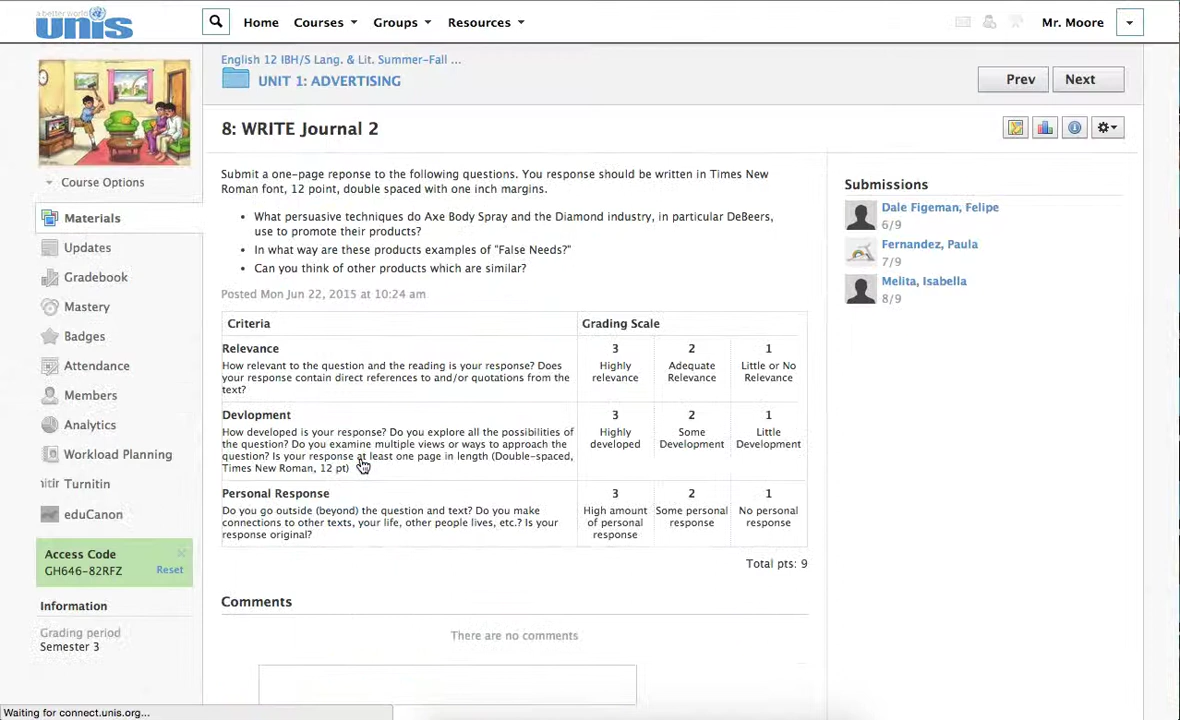 a better world
unis
Home
Courses
Groups
Resources
Mr. Moore
English 12 IBH/S Lang. & Lit. Summer-Fall ...
UNIT 1: ADVERTISING
Prev
Next
8: WRITE Journal 2
Submit a one-page reponse to the following questions. You response should be written in Times New
Roman font, 12 point, double spaced with one inch margins.
What persuasive techniques do Axe Body Spray and the Diamond industry, in particular DeBeers,
use to promote their products?
In what way are these products examples of "False Needs?"
Can you think of other products which are similar?
Posted Mon Jun 22, 2015 at 10:24 am
Course Options
Materials
Updates
Gradebook
Mastery
Badges
Attendance
Members
Analytics
Workload Planning
nitir Turnitin
eduCanon
Access Code
GH646-82RFZ
Reset
Information
Grading period
Semester 3
Criteria
Grading Scale
Relevance
How relevant to the question and the reading is your response? Does
your response contain direct references to and/or quotations from the
text?
3
Highly
relevance
2
Adequate
Relevance
1
Little or No
Relevance
Devlopment
How developed is your response? Do you explore all the possibilities of
the question? Do you examine multiple views or ways to approach the
question? Is your response at least one page in length (Double-spaced,
Times New Roman, 12 pt)
3
Highly
developed
2
Some
Development
1
Little
Development
Personal Response
Do you go outside (beyond) the question and text? Do you make
connections to other texts, your life, other people lives, etc.? Is your
response original?
3
High amount
of personal
response
2
Some personal
response
1
No personal
response
Total pts: 9
Comments
There are no comments
Submissions
Dale Figeman, Felipe
6/9
Fernandez, Paula
7/9
Melita, Isabella
8/9
Waiting for connect.unis.org...